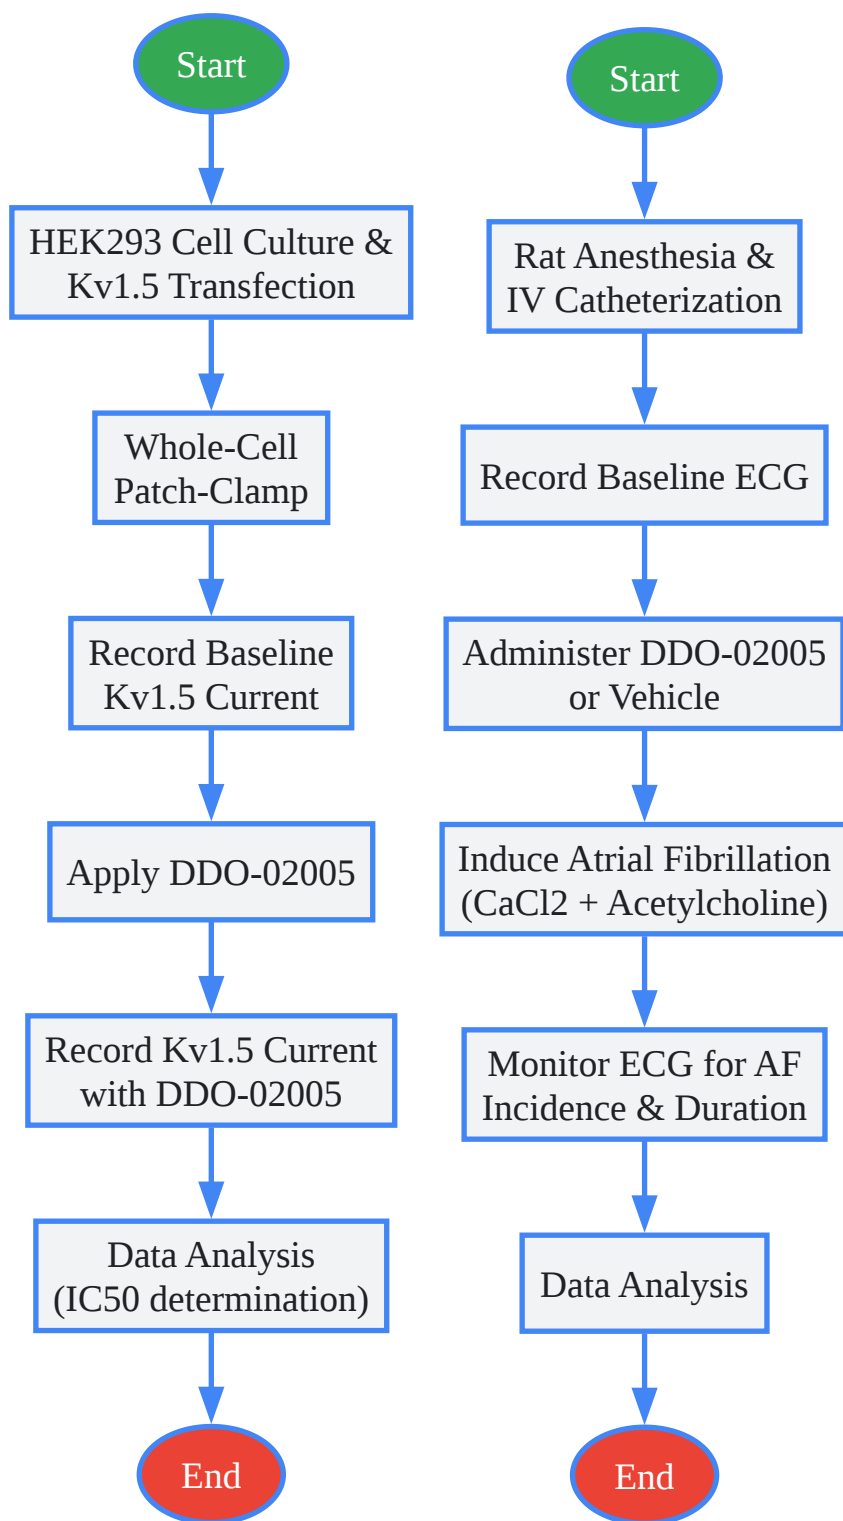 Start
HEK293 Cell Culture &
Kv1.5 Transfection
Whole-Cell
Patch-Clamp
Record Baseline
Kv1.5 Current
Apply DDO-02005
Record Kv1.5 Current
with DDO-02005
Data Analysis
(IC50 determination)
End
Start
Rat Anesthesia &
IV Catheterization
Record Baseline ECG
Administer DDO-02005
or Vehicle
Induce Atrial Fibrillation
(CaCl2 + Acetylcholine)
Monitor ECG for AF
Incidence & Duration
Data Analysis
End